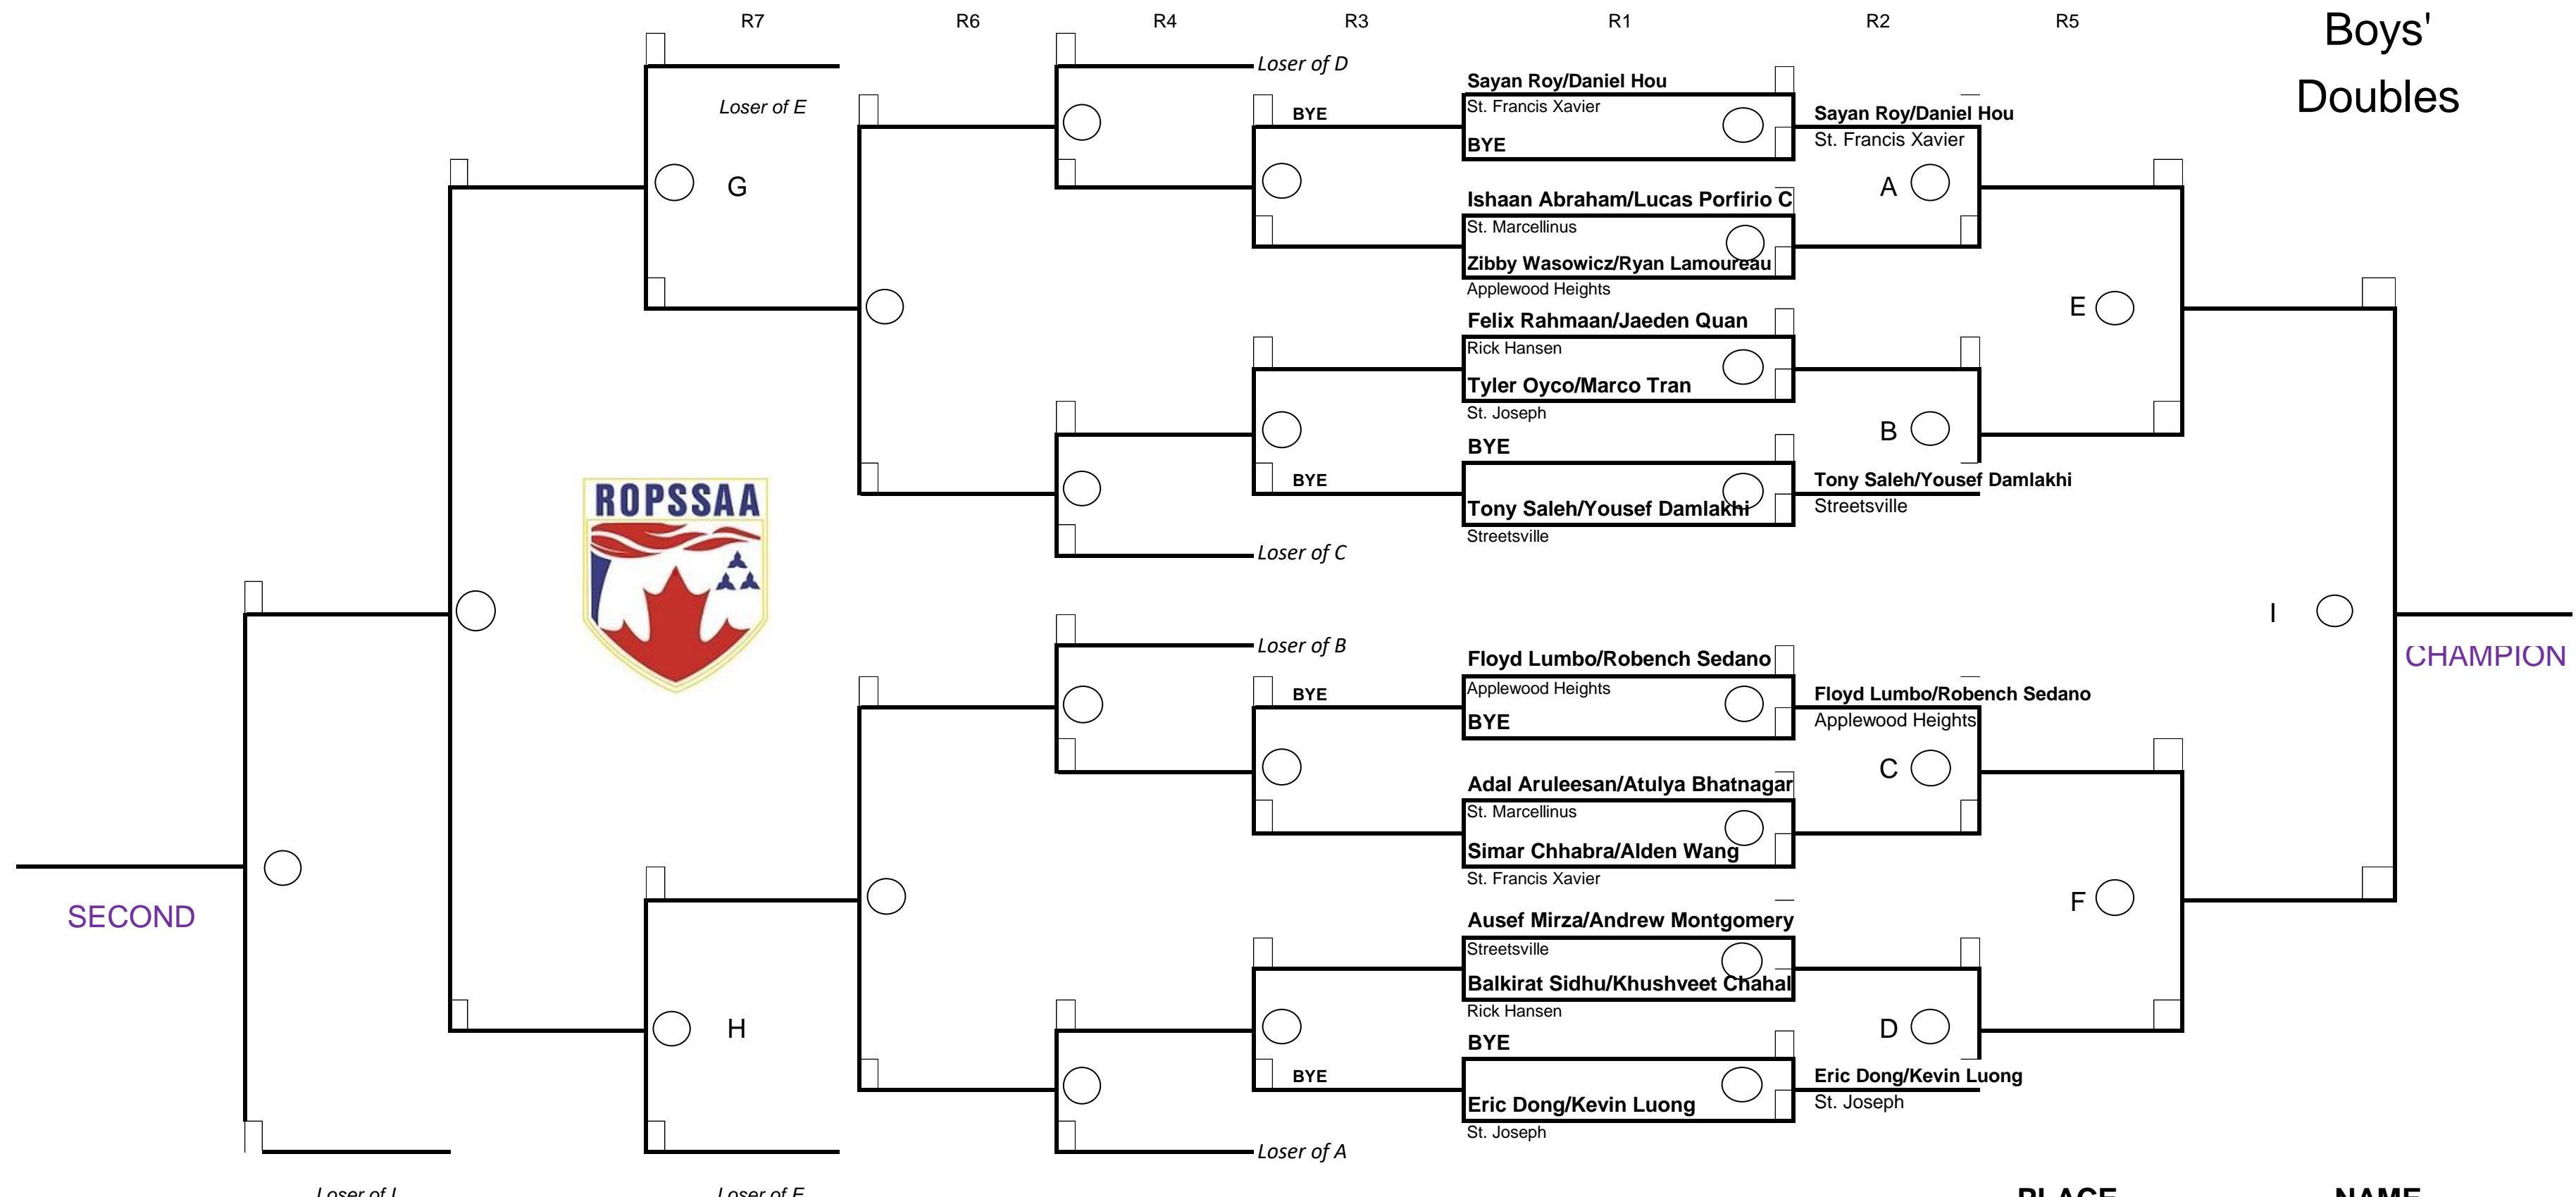 R7
R6
R4
R3
R1
R2
R5
Boys'
Doubles
Loser of E
G
Loser of D
BYE
Sayan Roy/Daniel Hou
St. Francis Xavier
BYE
Sayan Roy/Daniel Hou
St. Francis Xavier
A
Ishaan Abraham/Lucas Porfirio C
St. Marcellinus
Zibby Wasowicz/Ryan Lamoureau
Applewood Heights
Felix Rahmaan/Jaeden Quan
Rick Hansen
Tyler Oyco/Marco Tran
St. Joseph
E
B
BYE
BYE
Tony Saleh/Yousef Damlakhi
Streetsville
Tony Saleh/Yousef Damlakhi
Streetsville
Loser of C
ROPSSAA
I
CHAMPION
Loser of B
BYE
Floyd Lumbo/Robench Sedano
Applewood Heights
BYE
Floyd Lumbo/Robench Sedano
Applewood Heights
C
Adal Aruleesan/Atulya Bhatnagar
St. Marcellinus
Simar Chhabra/Alden Wang
St. Francis Xavier
SECOND
F
Ausef Mirza/Andrew Montgomery
Streetsville
Balkirat Sidhu/Khushveet Chahal
Rick Hansen
H
D
BYE
BYE
Eric Dong/Kevin Luong
St. Joseph
Eric Dong/Kevin Luong
St. Joseph
Loser of A
Loser of
Loser of
PLACE
NAME